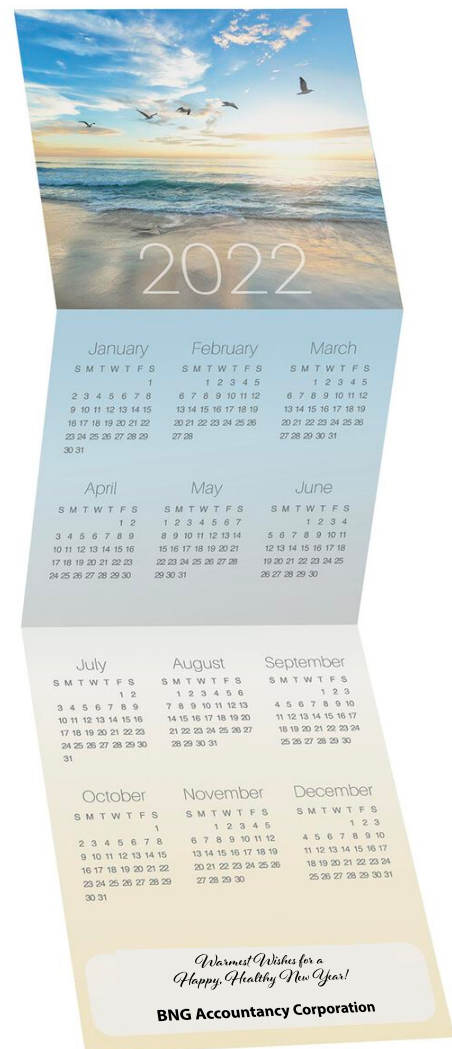 2022
January February March
S M T W T F S S M T W T F S S M T W T F S
1 1 2 3 4 5 1 2 3 4 5
2 3 4 5 6 7 8 6 7 8 9 10 11 12 6 7 8 9 10 11 12
9 10 11 12 13 14 15 13 14 15 16 17 18 19 13 14 15 16 17 18 19
16 17 18 19 20 21 22 20 21 22 23 24 25 26 20 21 22 23 24 25 26
23 24 25 26 27 28 29 27 28 27 28 29 30 31
30 31
April May June
S M T W T F S S M T W T F S S M T W T F S
1 2 1 2 3 4 5 6 7 1 2 3 4
3 4 5 6 7 8 9 8 9 10 11 12 13 14 5 6 7 8 9 10 11
10 11 12 13 14 15 16 15 16 17 18 19 20 21 12 13 14 15 16 17 18
17 18 19 20 21 22 23 22 23 24 25 26 27 28 19 20 21 22 23 24 25
24 25 26 27 28 29 30 29 30 31 26 27 28 29 30
July August September
S M T W T F S S M T W T F S S M T W T F S
1 2 1 2 3 4 5 6 1 2 3
3 4 5 6 7 8 9 7 8 9 10 11 12 13 4 5 6 7 8 9 10
10 11 12 13 14 15 16 14 15 16 17 18 19 20 11 12 13 14 15 16 17
17 18 19 20 21 22 23 21 22 23 24 25 26 27 18 19 20 21 22 23 24
24 25 26 27 28 29 30 28 29 30 31 25 26 27 28 29 30
31
October November December
S M T W T F S S M T W T F S S M T W T F S
1 1 2 3 4 5 1 2 3
2 3 4 5 6 7 8 6 7 8 9 10 11 12 4 5 6 7 8 9 10
9 10 11 12 13 14 15 13 14 15 16 17 18 19 11 12 13 14 15 16 17
16 17 18 19 20 21 22 20 21 22 23 24 25 26 18 19 20 21 22 23 24
23 24 25 26 27 28 29 27 28 29 30 25 26 27 28 29 30 31
30 31
Warmest Wishes for a
Happy, Healthy New Year!
BNG Accountancy Corporation